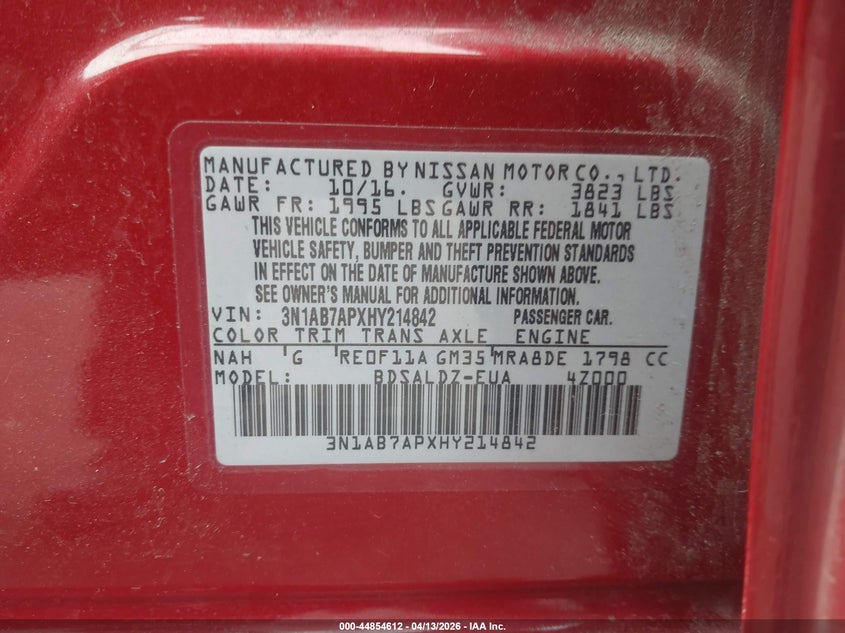 MANUFACTURED BY NISSAN MOTOR CO., LTD.
DATE: 10/16. GVWR: 3823 LBS
GAWR FR: 1995 LBS GAWR RR: 1841 LBS
THIS VEHICLE CONFORMS TO ALL APPLICABLE FEDERAL MOTOR
VEHICLE SAFETY, BUMPER AND THEFT PREVENTION STANDARDS
IN EFFECT ON THE DATE OF MANUFACTURE SHOWN ABOVE.
SEE OWNER'S MANUAL FOR ADDITIONAL INFORMATION.
VIN: 3N1AB7APXHY214842 PASSENGER CAR.
COLOR TRIM TRANS AXLE ENGINE
NAH 'G 'RE0F11A GM35 'MRA8DE 1798 CC
MODEL: BDSALDZ-EUA 4Z000
3N1AB7APXHY214842
000-44854612 | 04/13/2026 - IAA Inc.